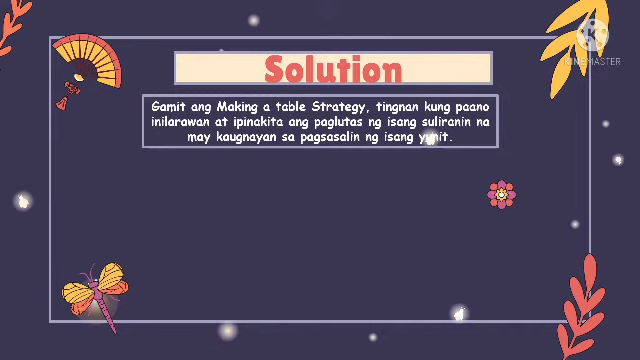 KINEMASTER
Solution
Gamit ang Making a table Strategy, tingnan kung paano
inilarawan at ipinakita ang paglutas ng isang suliranin na
may kaugnayan sa pagsasalin ng isang yunit.